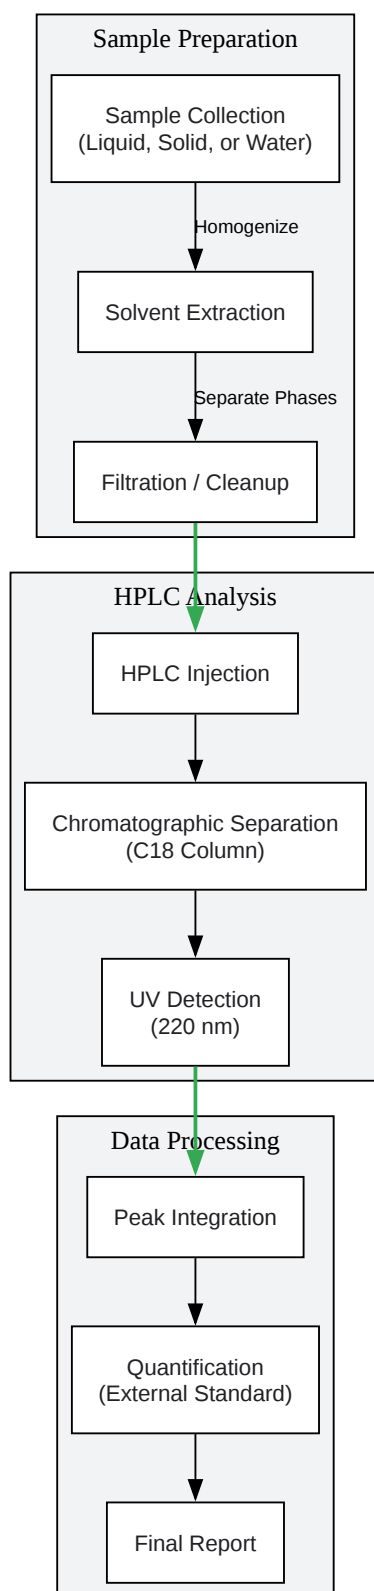 Sample Preparation
Sample Collection
(Liquid, Solid, or Water)
Homogenize
Solvent Extraction
Separate Phases
Filtration / Cleanup
HPLC Analysis
HPLC Injection
Chromatographic Separation
(C18 Column)
UV Detection
(220 nm)
Data Processing
Peak Integration
Quantification
(External Standard)
Final Report